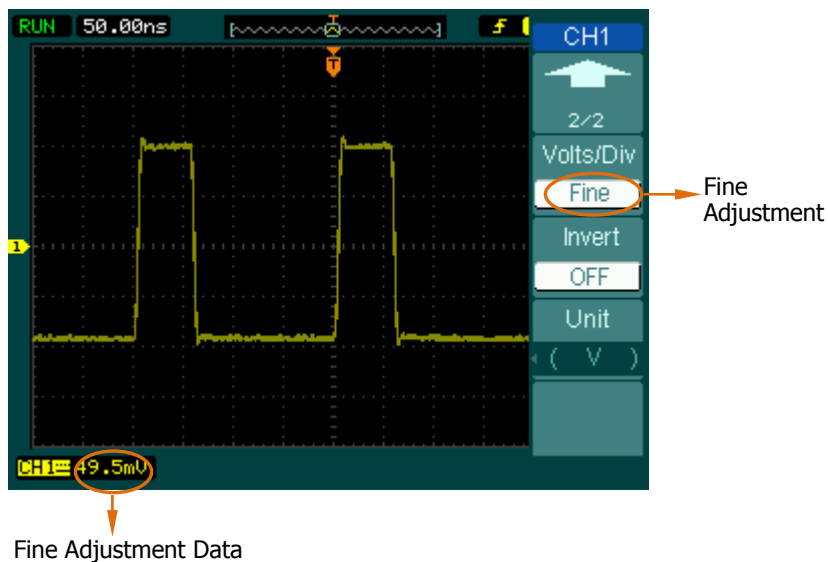 RUN 50.00ns
T
CH1
T
2/2
Volts/Div
Fine
Fine
Adjustment
Invert
1
OFF
Unit
( V )
CH1 49.5mV
Fine Adjustment Data